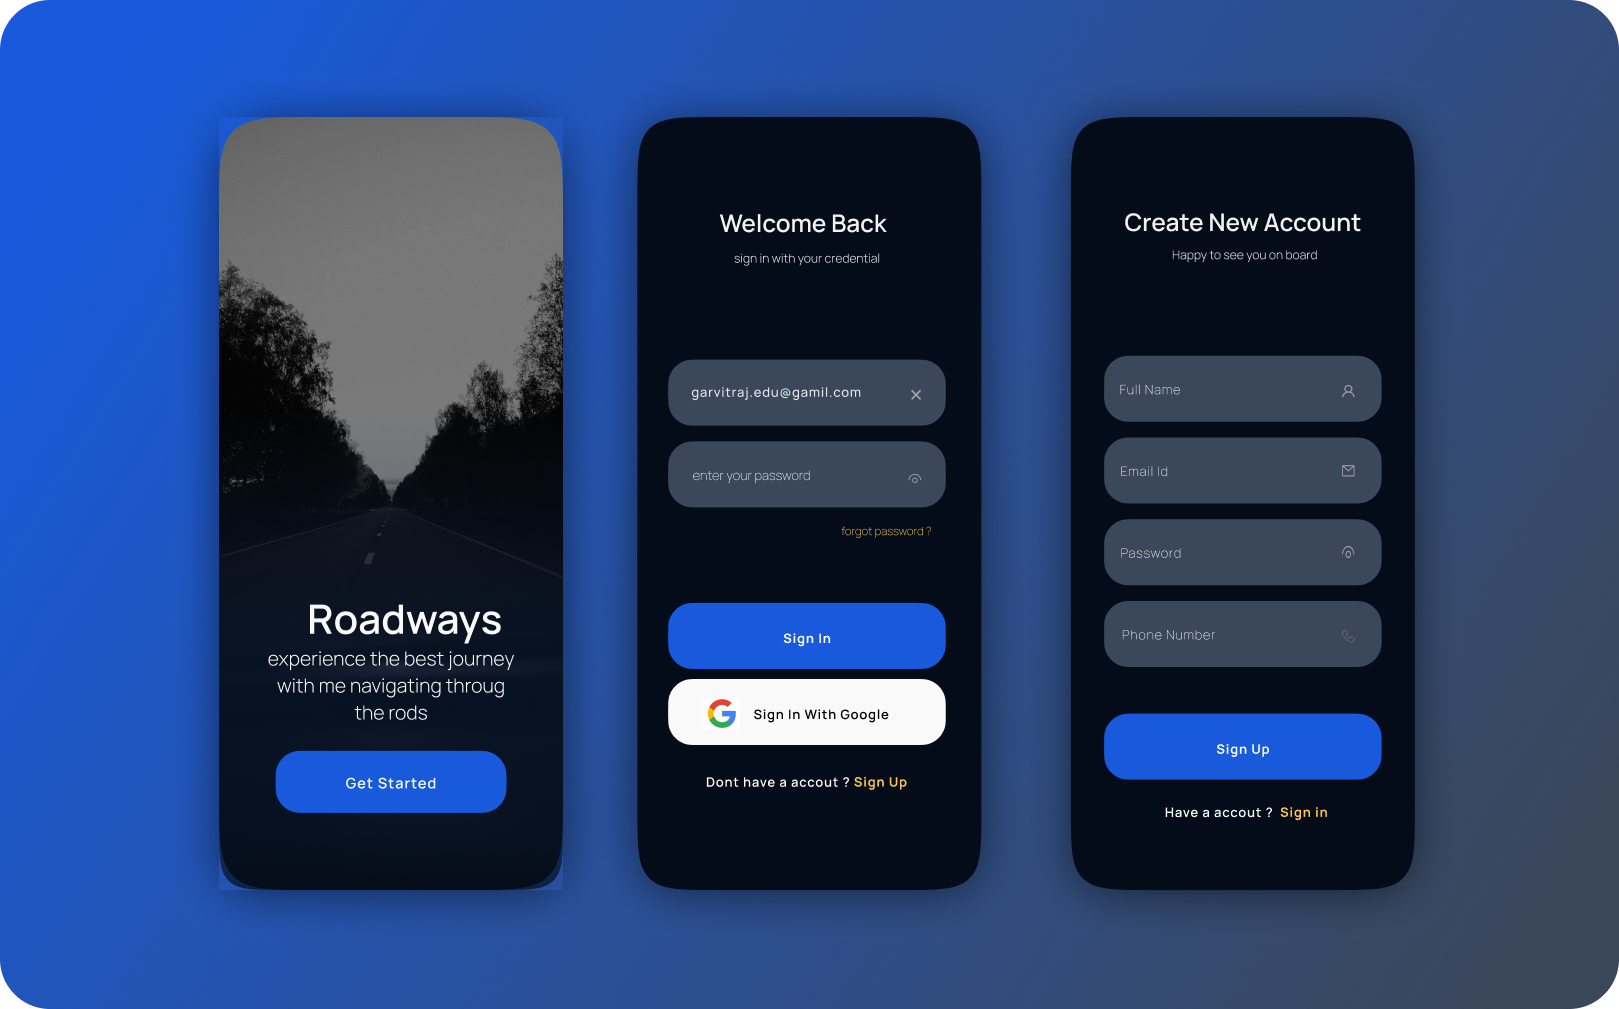 Roadways
experience the best journey
with me navigating throug
the rods
Get Started
Welcome Back
sign in with your credential
garvitraj.edu@gamil.com
enter your password
forgot password ?
Sign In
Sign In With Google
Dont have a accout ? Sign Up
Create New Account
Happy to see you on board
Full Name
Email Id
Password
Phone Number
Sign Up
Have a accout ? Sign in